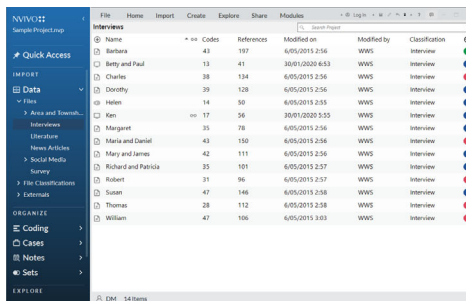 NVIVO
Sample Project.nvp
File Home Import Create Explore Share Modules Log In
Interviews
Search Project
Quick Access
Name Codes References Modified on Modified by Classification
Barbara 43 197 6/05/2015 2:56 WWS Interview
Betty and Paul 13 41 30/01/2020 6:53 WWS Interview
IMPORT
Charles 38 134 6/05/2015 2:56 WWS Interview
Data
Dorothy 39 128 6/05/2015 2:56 WWS Interview
Files
Helen 14 50 6/05/2015 2:55 WWS Interview
Area and Townsh...
Ken 17 56 30/01/2020 5:55 WWS Interview
Interviews
Margaret 35 78 6/05/2015 2:56 WWS Interview
Literature
Maria and Daniel 43 150 6/05/2015 2:56 WWS Interview
News Articles
Mary and James 42 111 6/05/2015 2:56 WWS Interview
Social Media
Richard and Patricia 35 101 6/05/2015 2:57 WWS Interview
Survey
Robert 31 96 6/05/2015 2:57 WWS Interview
File Classifications
Susan 47 146 6/05/2015 2:58 WWS Interview
Externals
Thomas 28 112 6/05/2015 2:58 WWS Interview
William 47 106 6/05/2015 3:03 WWS Interview
ORGANIZE
Coding
Cases
Notes
Sets
EXPLORE
DM 14 Items